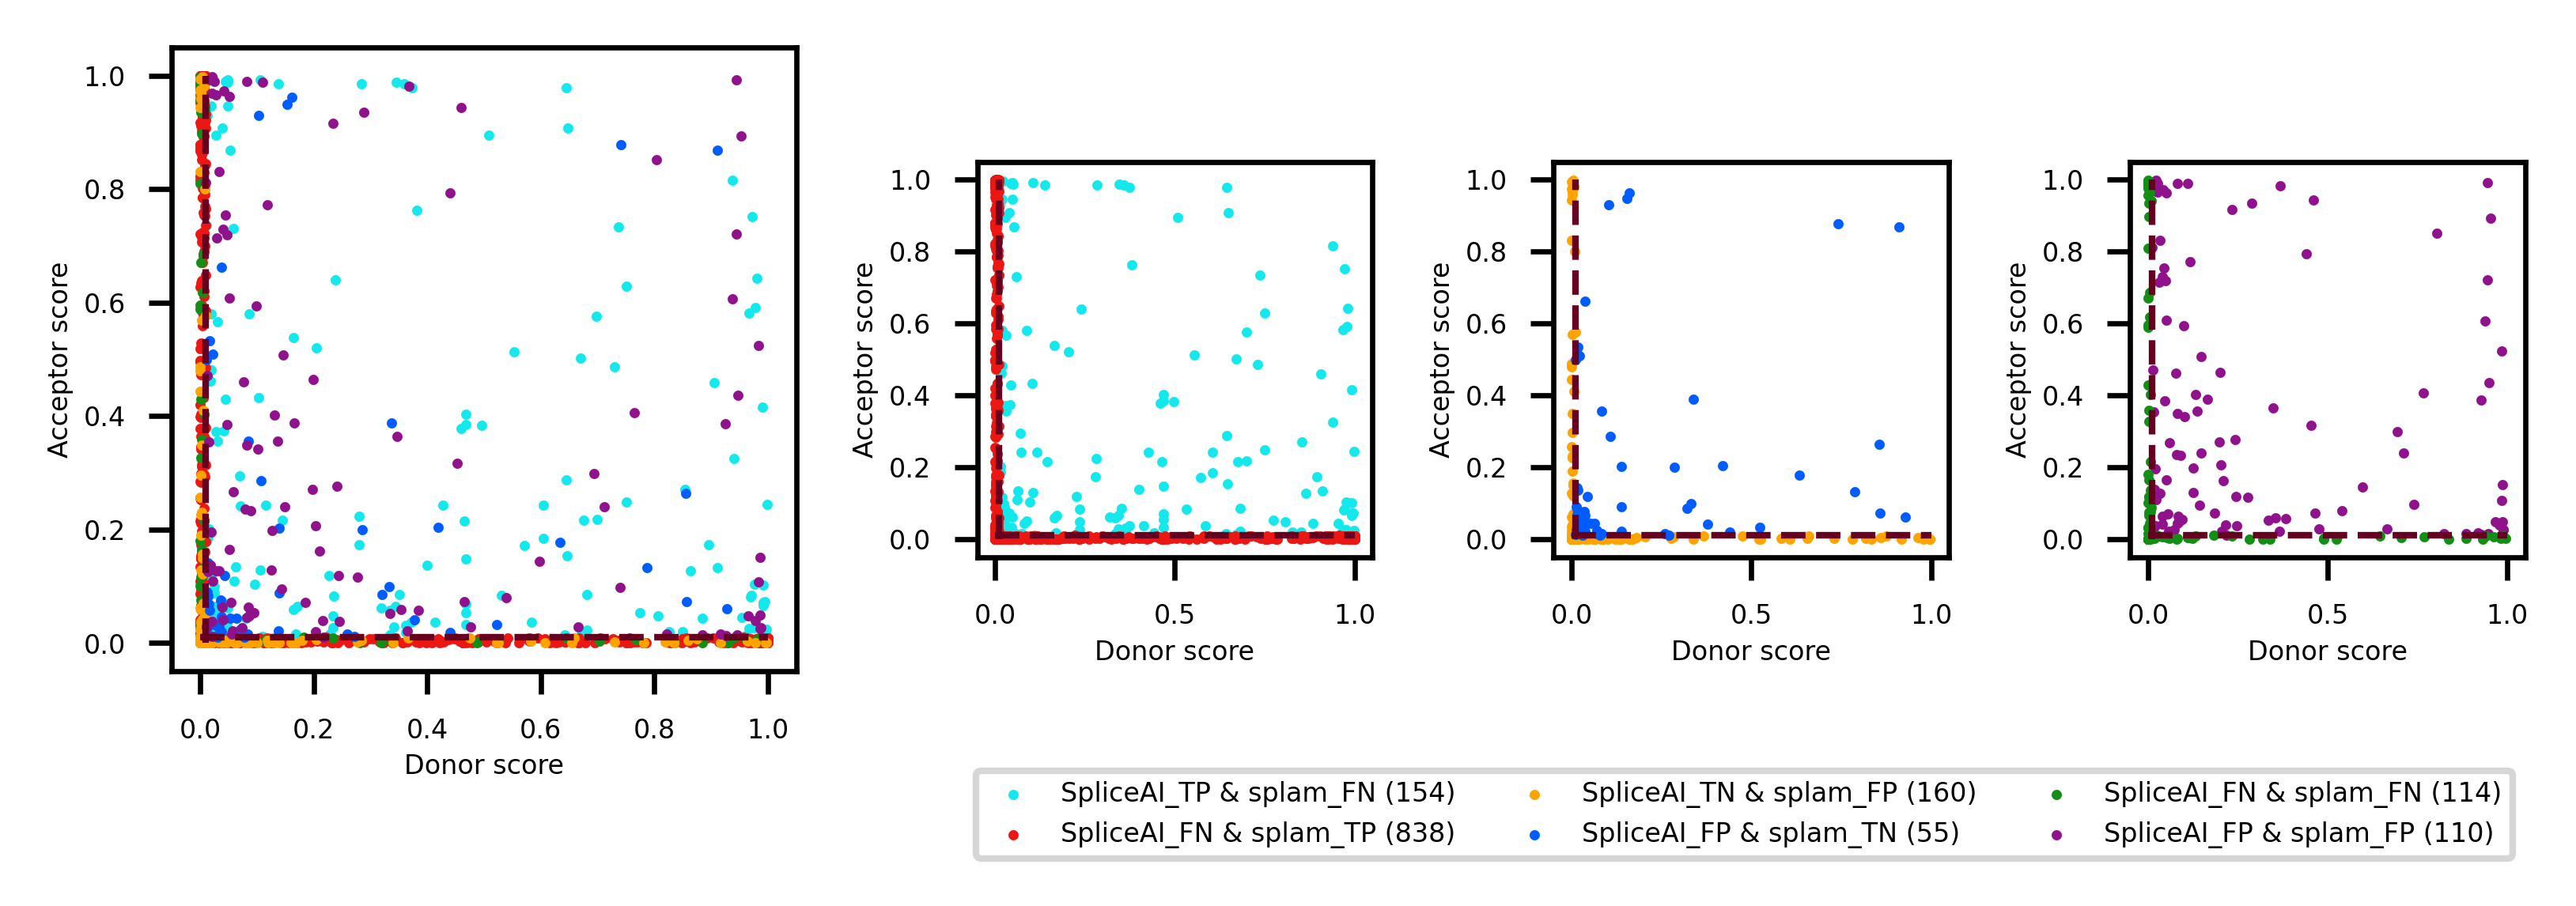 1.0
0.8
0.6
0.4
0.2
0.0
Acceptor score
0.0 0.2 0.4 0.6 0.8 1.0
Donor score
1.0
0.8
0.6
0.4
0.2
0.0
Acceptor score
0.0 0.5 1.0
Donor score
1.0
0.8
0.6
0.4
0.2
0.0
Acceptor score
0.0 0.5 1.0
Donor score
1.0
0.8
0.6
0.4
0.2
0.0
Acceptor score
0.0 0.5 1.0
Donor score
SpliceAI_TP & splam_FN (154)
SpliceAI_FN & splam_TP (838)
SpliceAI_TN & splam_FP (160)
SpliceAI_FP & splam_TN (55)
SpliceAI_FN & splam_FN (114)
SpliceAI_FP & splam_FP (110)